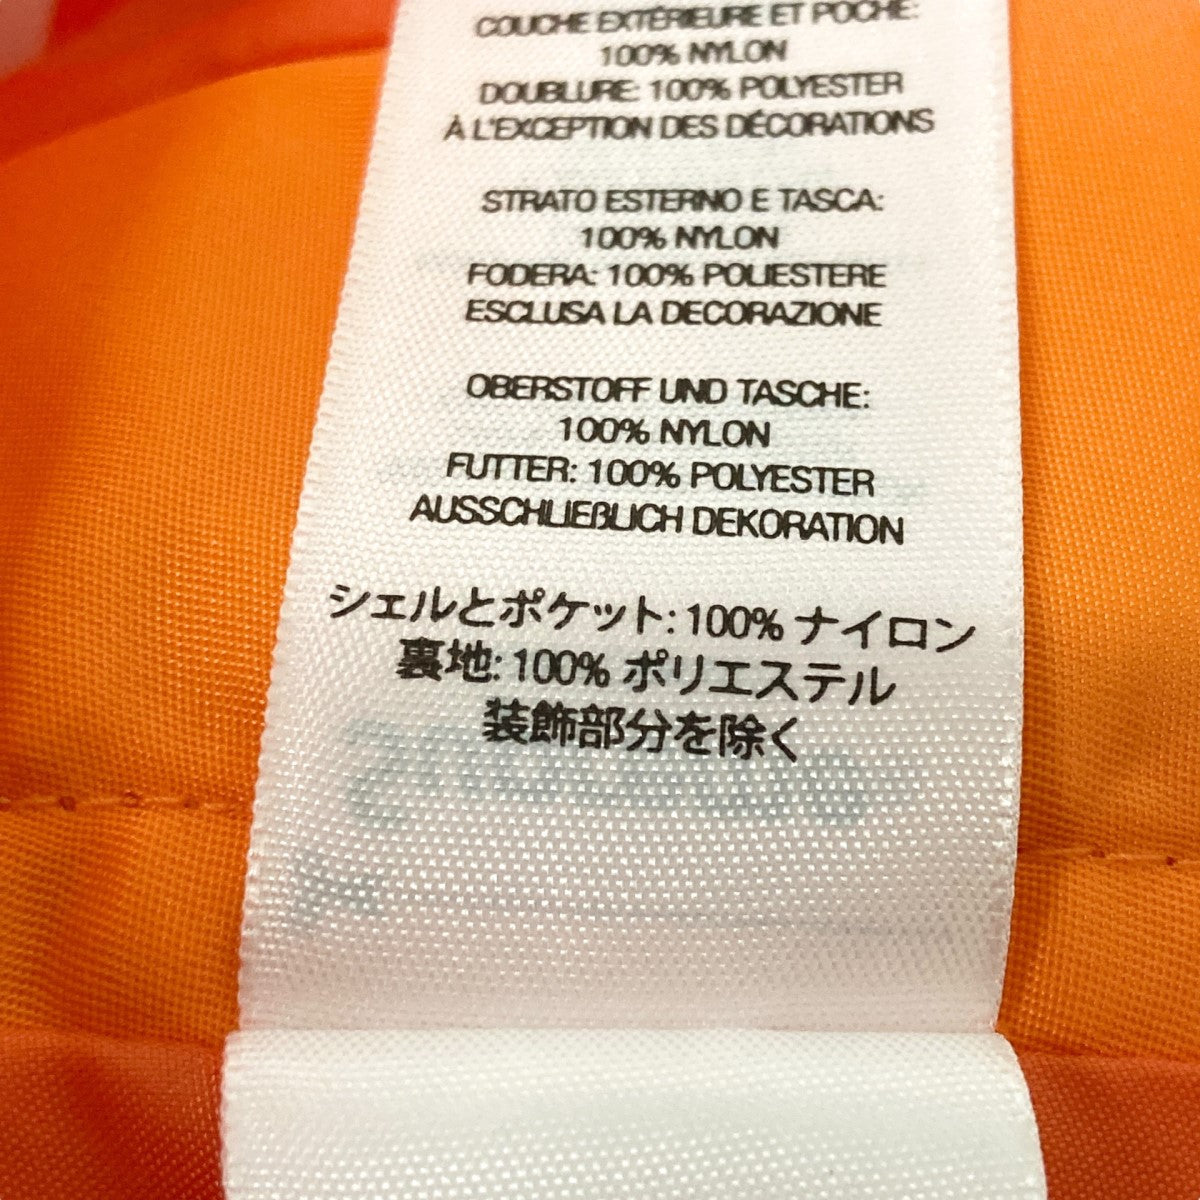 COUCHE EXTÉRIEURE ET POCHE:
100% NYLON
DOUBLURE: 100% POLYESTER
À L'EXCEPTION DES DÉCORATIONS
STRATO ESTERNO E TASCA:
100% NYLON
FODERA: 100% POLIESTERE
ESCLUSA LA DECORAZIONE
OBERSTOFF UND TASCHE:
100% NYLON
FUTTER: 100% POLYESTER
AUSSCHLIEßLICH DEKORATION
シェルとポケット: 100% ナイロン
裏地: 100% ポリエステル
装飾部分を除く